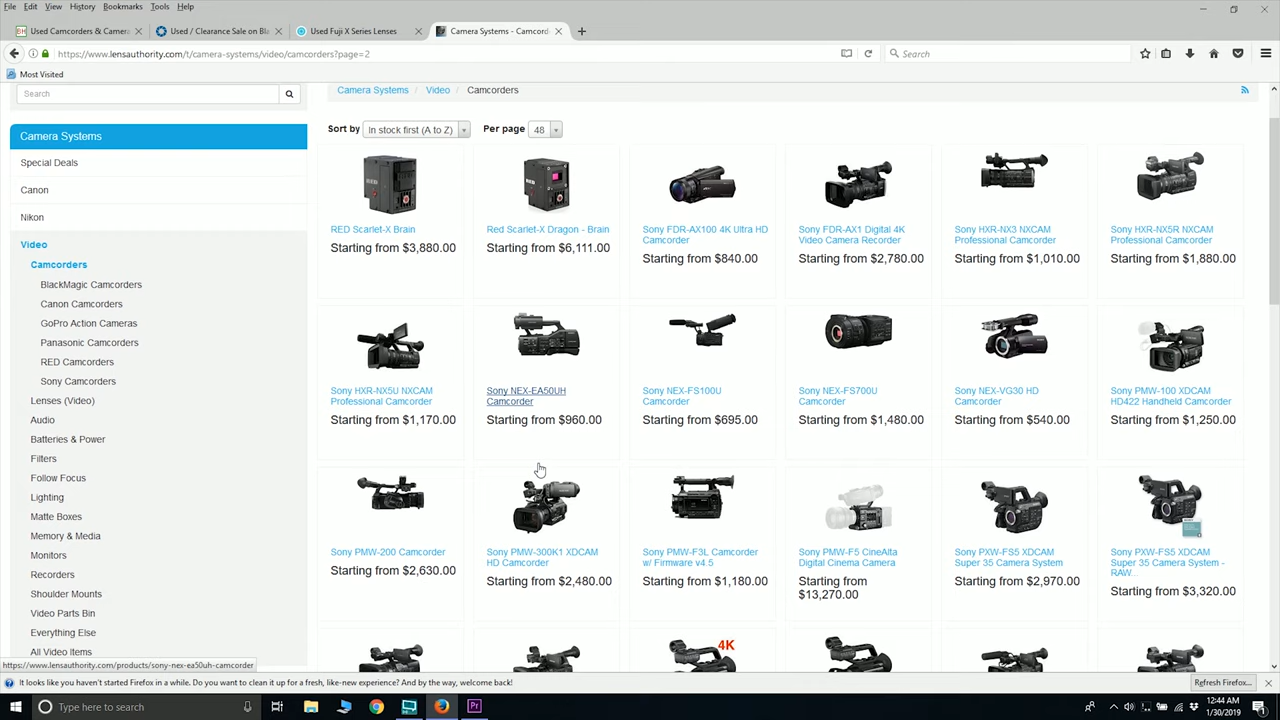 File Edit View History Bookmarks Tools Help
Used Camcorders & Camera
Used / Clearance Sale on Bla
Used Fuji X Series Lenses
Camera Systems - Camcord
https://www.lensauthority.com/t/camera-systems/video/camcorders?page=2
Search
Most Visited
Search
Camera Systems / Video / Camcorders
Sort by In stock first (A to Z) Per page 48
Camera Systems
Special Deals
Canon
Nikon
Video
Camcorders
BlackMagic Camcorders
Canon Camcorders
GoPro Action Cameras
Panasonic Camcorders
RED Camcorders
Sony Camcorders
Lenses (Video)
Audio
Batteries & Power
Filters
Follow Focus
Lighting
Matte Boxes
Memory & Media
Monitors
Recorders
Shoulder Mounts
Video Parts Bin
Everything Else
All Video Items
RED Scarlet-X Brain
Starting from $3,880.00
Red Scarlet-X Dragon - Brain
Starting from $6,111.00
Sony FDR-AX100 4K Ultra HD
Camcorder
Starting from $840.00
Sony FDR-AX1 Digital 4K
Video Camera Recorder
Starting from $2,780.00
Sony HXR-NX3 NXCAM
Professional Camcorder
Starting from $1,010.00
Sony HXR-NX5R NXCAM
Professional Camcorder
Starting from $1,880.00
Sony HXR-NX5U NXCAM
Professional Camcorder
Starting from $1,170.00
Sony NEX-EA50UH
Camcorder
Starting from $960.00
Sony NEX-FS100U
Camcorder
Starting from $695.00
Sony NEX-FS700U
Camcorder
Starting from $1,480.00
Sony NEX-VG30 HD
Camcorder
Starting from $540.00
Sony PMW-100 XDCAM
HD422 Handheld Camcorder
Starting from $1,250.00
Sony PMW-200 Camcorder
Starting from $2,630.00
Sony PMW-300K1 XDCAM
HD Camcorder
Starting from $2,480.00
Sony PMW-F3L Camcorder
w/ Firmware v4.5
Starting from $1,180.00
Sony PMW-F5 CineAlta
Digital Cinema Camera
Starting from
$13,270.00
Sony PXW-FS5 XDCAM
Super 35 Camera System
Starting from $2,970.00
Sony PXW-FS5 XDCAM
Super 35 Camera System -
RAW...
Starting from $3,320.00
4K
https://www.lensauthority.com/products/sony-nex-ea50uh-camcorder
It looks like you haven't started Firefox in a while. Do you want to clean it up for a fresh, like-new experience? And by the way, welcome back!
Refresh Firefox...
Type here to search
Pr
12:44 AM
1/30/2019